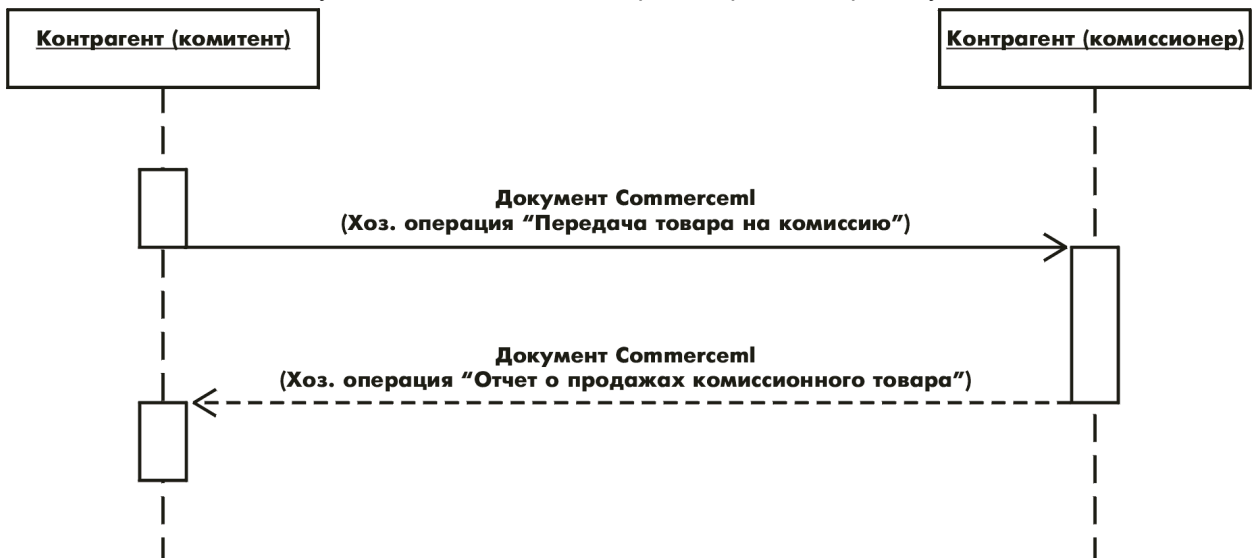 Контрагент (комитент)
Контрагент (комиссионер)
Документ Commerceml
(Хоз. операция “Передача товара на комиссию”)
Документ Commerceml
(Хоз. операция “Отчет о продажах комиссионного товара”)